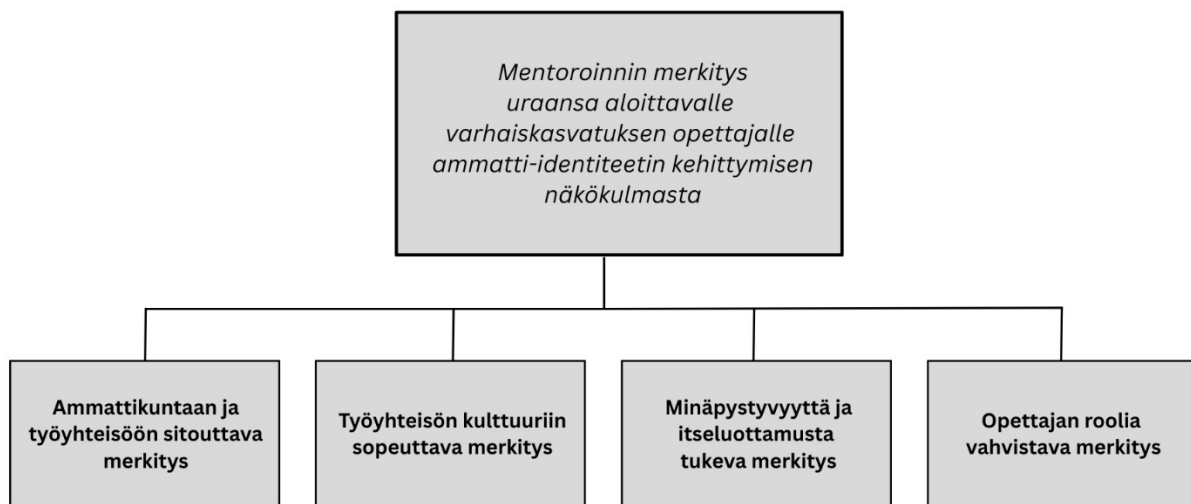 Mentoroinnin merkitys
uraansa aloittavalle
varhaiskasvatuksen opettajalle
ammatti-identiteetin kehittymisen
näkökulmasta
Ammattikuntaan ja
työyhteisöön sitouttava
merkitys
Työyhteisön kulttuuriin
sopeuttava merkitys
Minäpystyvyyttä ja
itseluottamusta
tukeva merkitys
Opettajan roolia
vahvistava merkitys